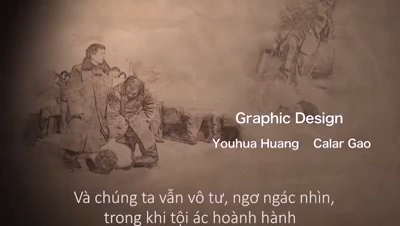 Graphic Design
Youhua Huang Calar Gao
Và chúng ta vẫn vô tư, ngơ ngác nhìn,
trong khi tội ác hoành hành